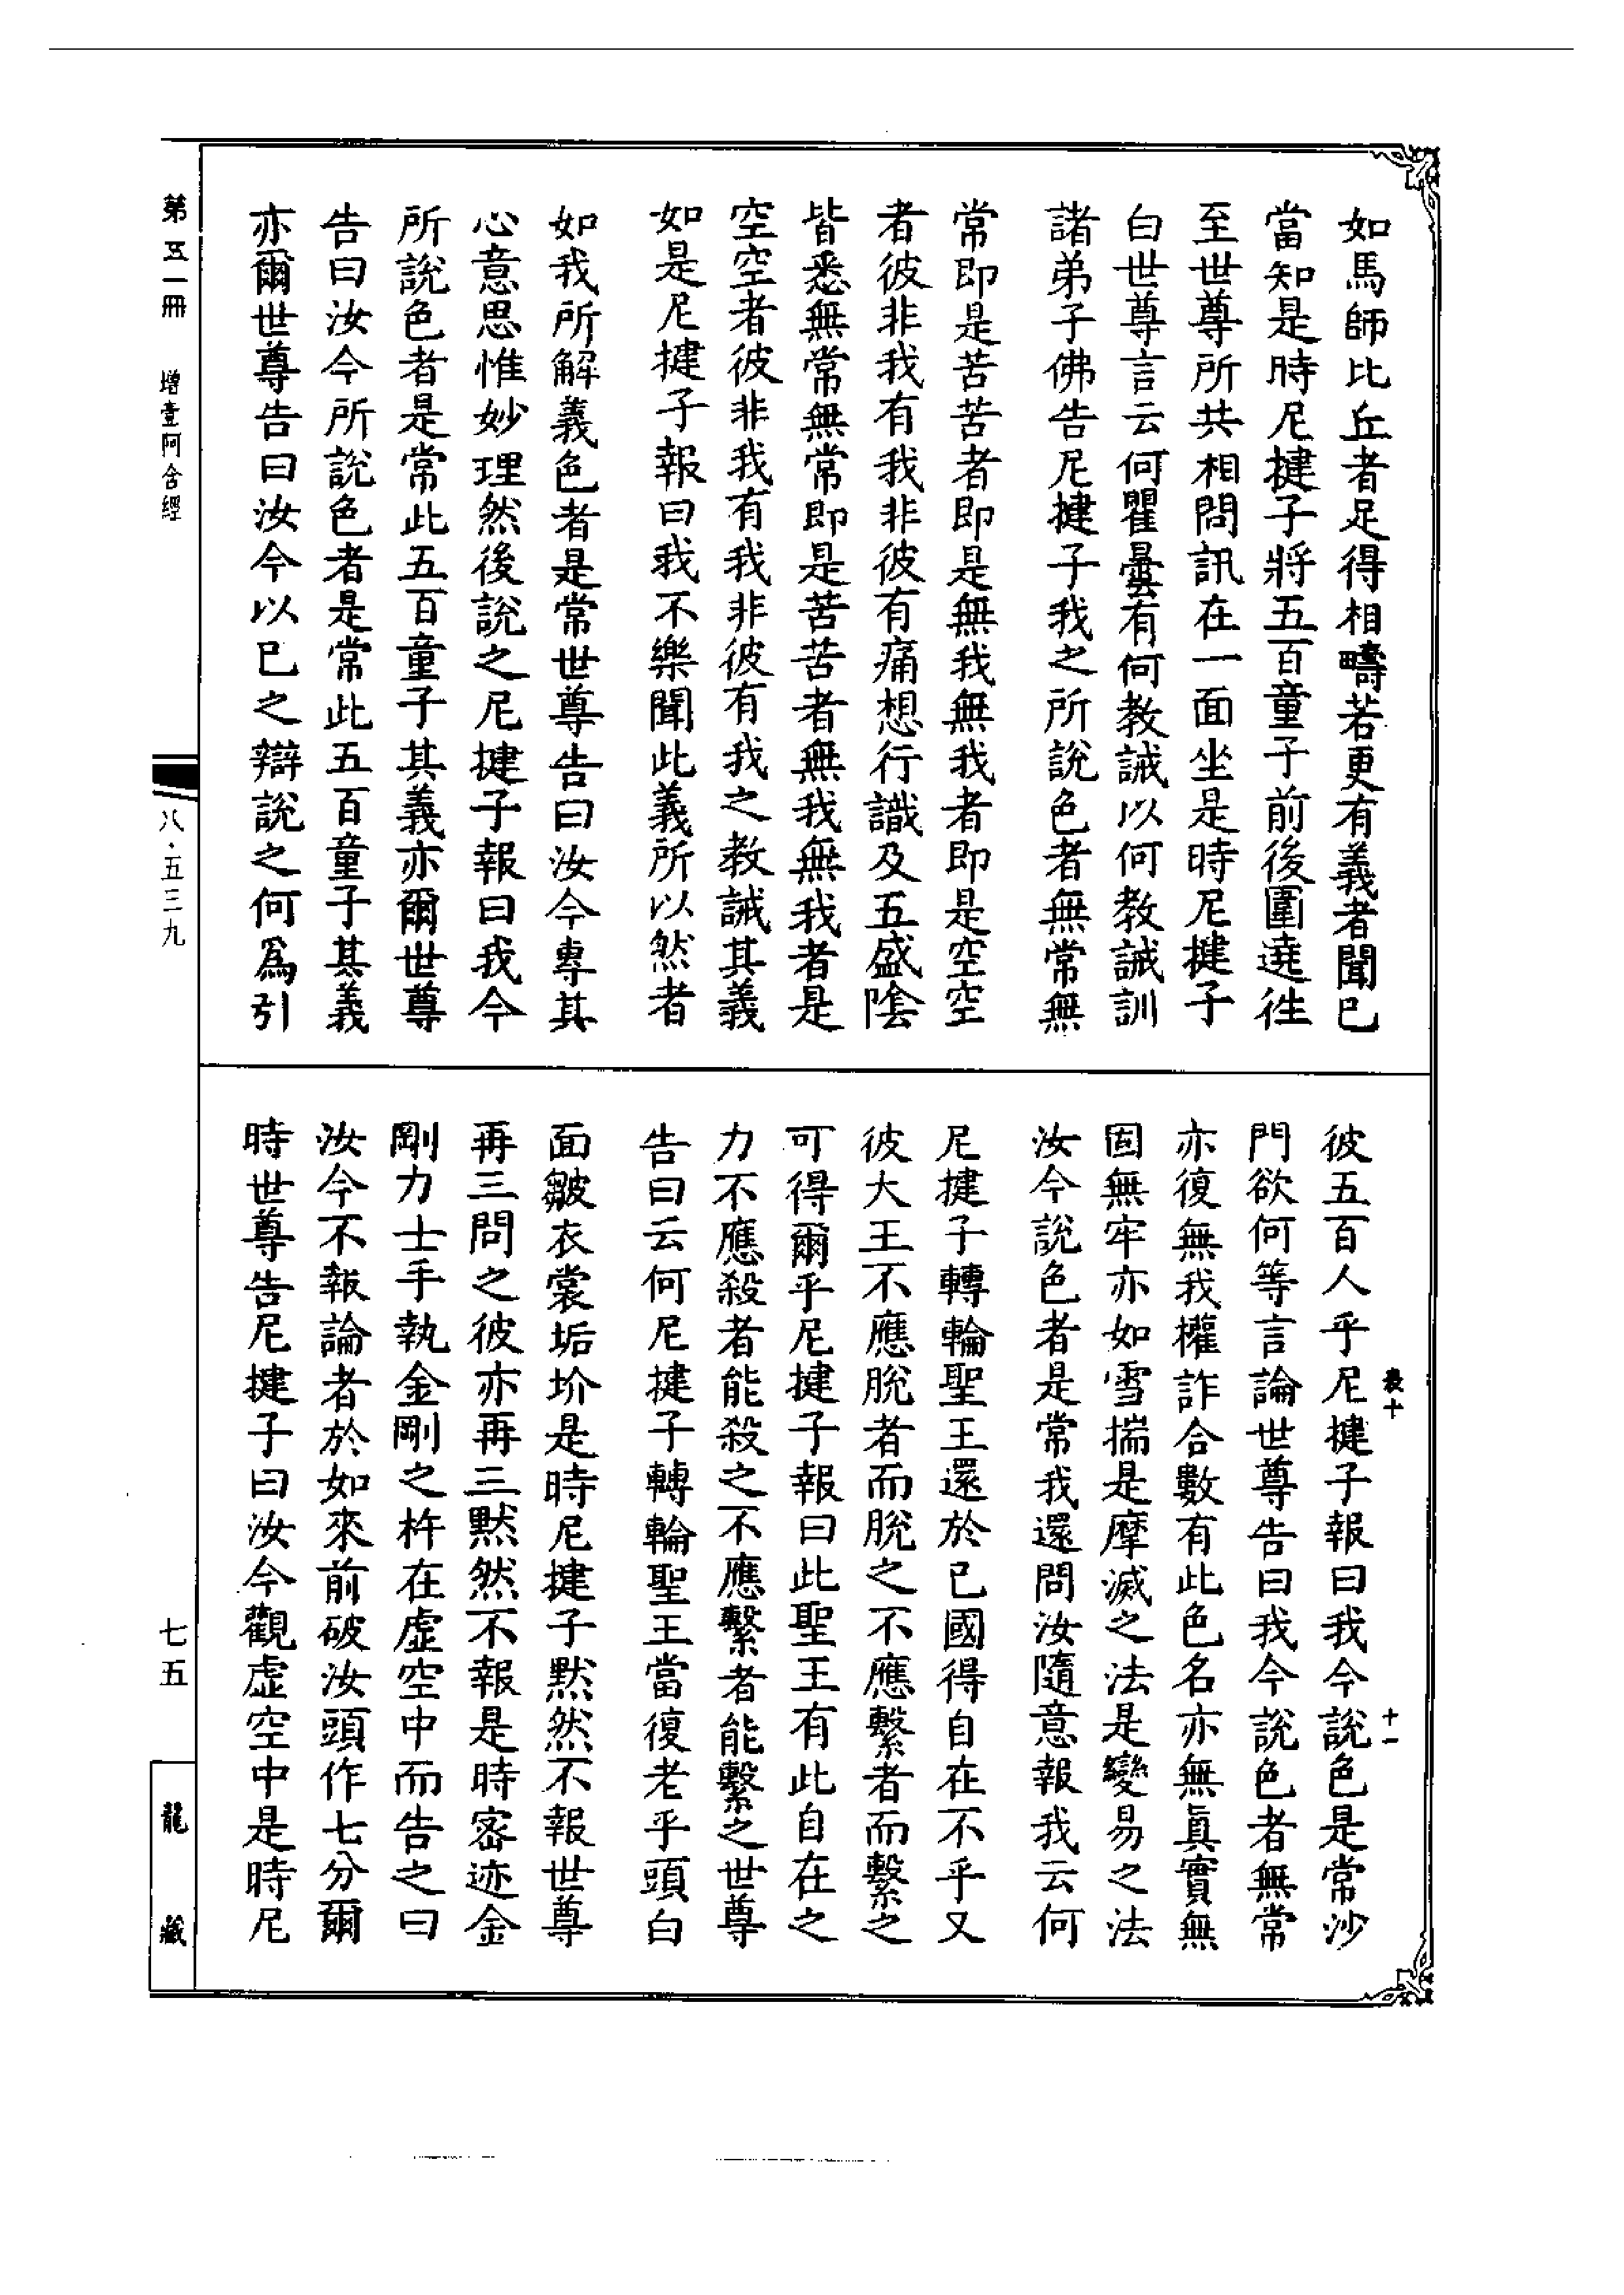 如馬師比丘者足得相疇若更有義者聞已
當知是時尼揵子將五百童子前後圍遶往
至世尊所共相問訊在一面坐是時尼揵子
白世尊言云何瞿曇有何教誡以何教誡訓
諸弟子佛告尼揵子我之所說色者無常無
常即是苦苦者即是無我無我者即是空空
者彼非我有我非彼有痛想行識及五盛陰
皆悉無常無常即是苦苦者無我無我者是
空空者彼非我有我非彼有我之教誡其義
如是尼揵子報曰我不樂聞此義所以然者
如我所解義色者是常世尊告曰汝今專其
心意思惟妙理然後說之尼揵子報曰我今
所說色者是常此五百童子其義亦爾世尊
告曰汝今所說色者是常此五百童子其義
亦爾世尊告曰汝今以已之辯說之何為引
彼五百人乎尼揵子報曰我今說色是常沙
門欲何等言論世尊告曰我今說色者無常
亦復無我權詐合數有此色名亦無真實無
固無牢亦如雪揣是摩滅之法是變易之法
汝今說色者是常我還問汝隨意報我云何
尼揵子轉輪聖王還於已國得自在不乎又
彼大王不應脫者而脫之不應繫者而繫之
可得爾乎尼揵子報曰此聖王有此自在之
力不應殺者能殺之不應繫者能繫之世尊
告曰云何尼揵子轉輪聖王當復老乎頭白
面皺衣裳垢坋是時尼揵子默然不報世尊
再三問之彼亦再三默然不報是時密迹金
剛力士手執金剛之杵在虛空中而告之曰
汝今不報論者於如來前破汝頭作七分爾
時世尊告尼揵子曰汝今觀虛空中是時尼
十一
第五一冊
增壹阿含經
八·五三九
七五
龍藏